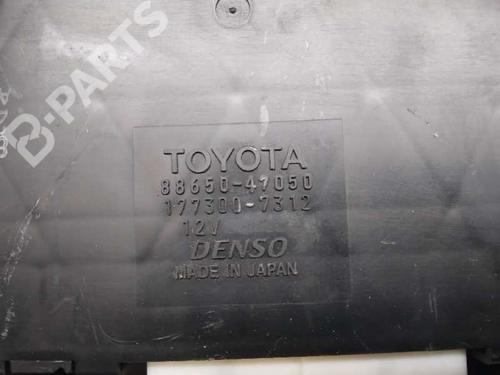 B-PARTS
TOYOTA
88650-47050
177300-7312
12V
DENSO
MADE IN JAPAN